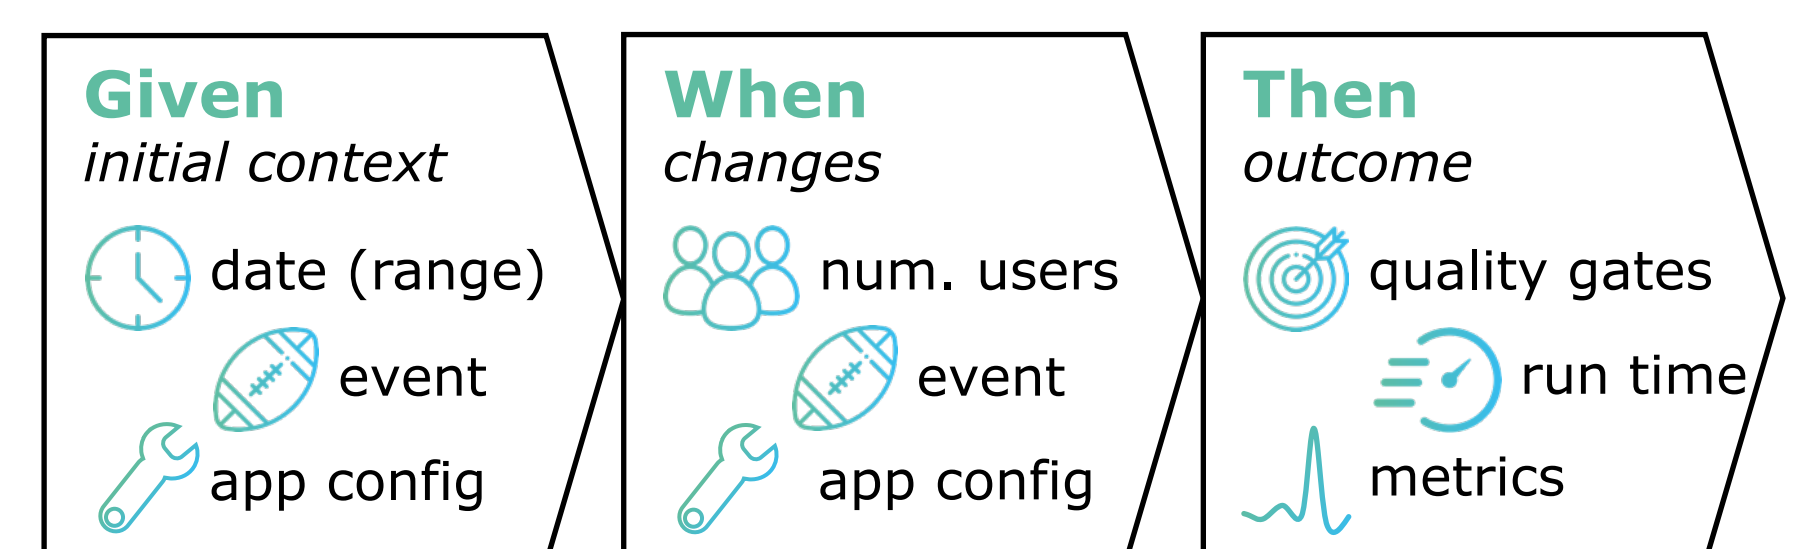 Given
initial context
date (range)
event
app config
When
changes
num. users
event
app config
Then
outcome
quality gates
run time
metrics